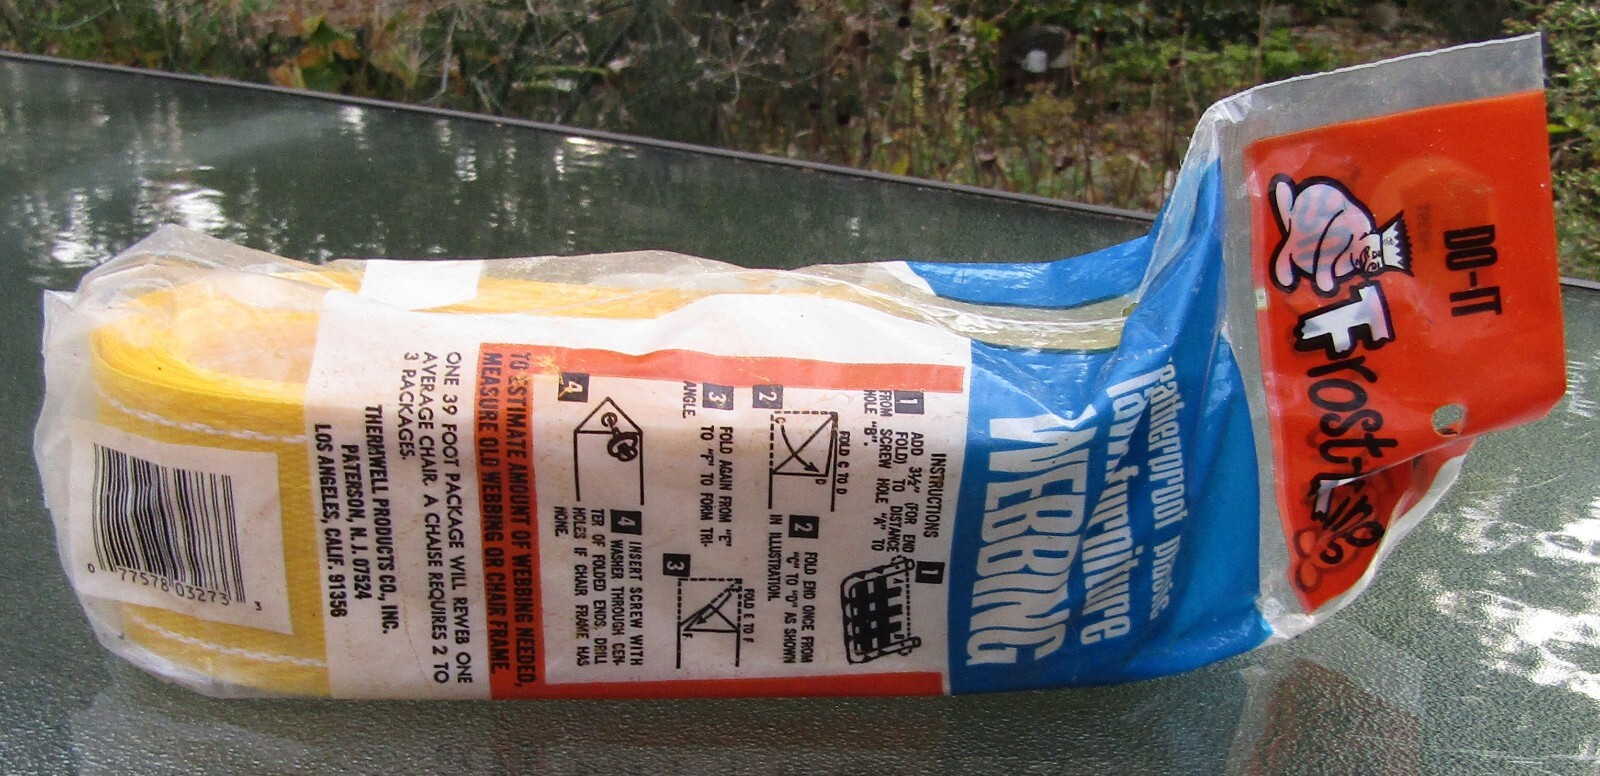 DO-IT
Frost-King
weatherproof plastic
lawn furniture
WEBBING
INSTRUCTIONS
1
1 ADD 3½" (FOR END
FOLD) TO DISTANCE
FROM SCREW HOLE "A" TO
HOLE "B".
2
FOLD C TO D
C
D
2 FOLD END ONCE FROM
"C" TO "D" AS SHOWN
IN ILLUSTRATION.
3 FOLD AGAIN FROM "E"
TO "F" TO FORM TRI-
ANGLE.
3
FOLD E TO F
F
4
4 INSERT SCREW WITH
WASHER THROUGH CEN-
TER OF FOLDED ENDS. DRILL
HOLES IF CHAIR FRAME HAS
NONE.
TO ESTIMATE AMOUNT OF WEBBING NEEDED,
MEASURE OLD WEBBING OR CHAIR FRAME.
ONE 39 FOOT PACKAGE WILL REWEB ONE
AVERAGE CHAIR. A CHAISE REQUIRES 2 TO
3 PACKAGES.
THERMWELL PRODUCTS CO., INC.
PATERSON, N. J. 07524
LOS ANGELES, CALIF. 91356
0 77578 03273 3